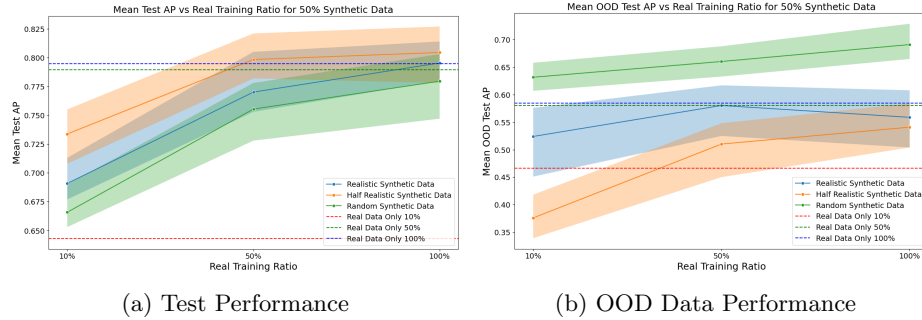 Mean Test AP vs Real Training Ratio for 50% Synthetic Data
0.825
0.800
0.775
0.750
0.725
0.700
0.675
0.650
Mean Test AP
Realistic Synthetic Data
Half Realistic Synthetic Data
Random Synthetic Data
Real Data Only 10%
Real Data Only 50%
Real Data Only 100%
10%
50%
100%
Real Training Ratio
(a) Test Performance
Mean OOD Test AP vs Real Training Ratio for 50% Synthetic Data
0.70
0.65
0.60
0.55
0.50
0.45
0.40
0.35
Mean OOD Test AP
Realistic Synthetic Data
Half Realistic Synthetic Data
Random Synthetic Data
Real Data Only 10%
Real Data Only 50%
Real Data Only 100%
10%
50%
100%
Real Training Ratio
(b) OOD Data Performance